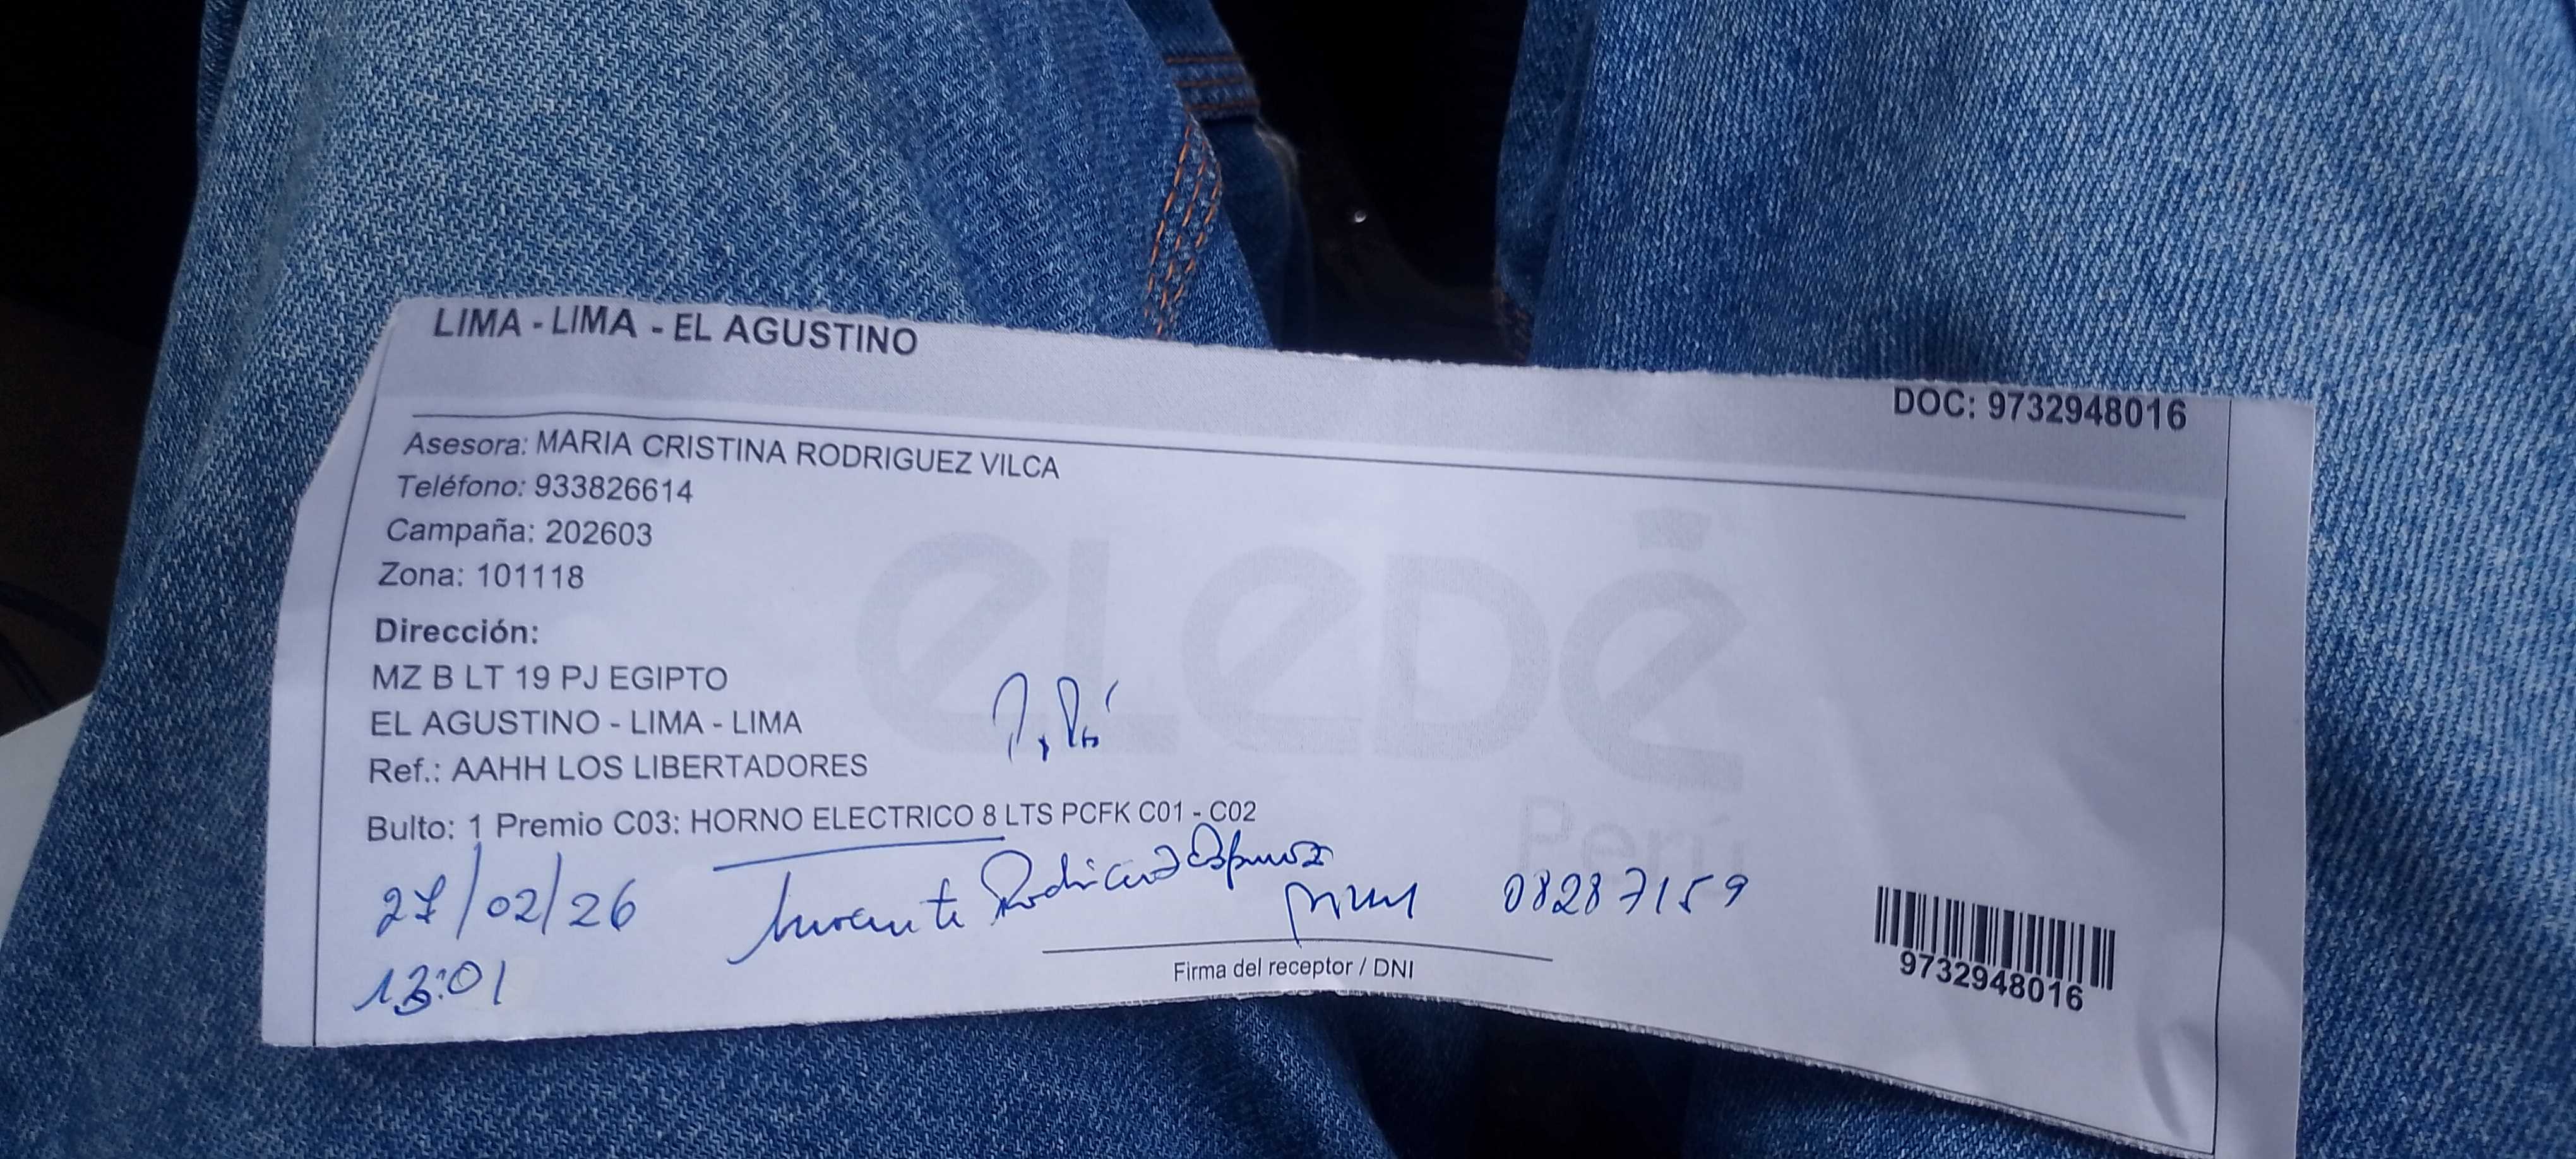 LIMA - LIMA - EL AGUSTINO
DOC: 9732948016
Asesora: MARIA CRISTINA RODRIGUEZ VILCA
Teléfono: 933826614
Campaña: 202603
Zona: 101118
Dirección:
MZ B LT 19 PJ EGIPTO
EL AGUSTINO - LIMA - LIMA
Ref.: AAHH LOS LIBERTADORES
Bulto: 1 Premio C03: HORNO ELECTRICO 8 LTS PCFK C01 - C02
eLeDé
Perú
27/02/26
13:01
08287159
Firma del receptor / DNI
9732948016